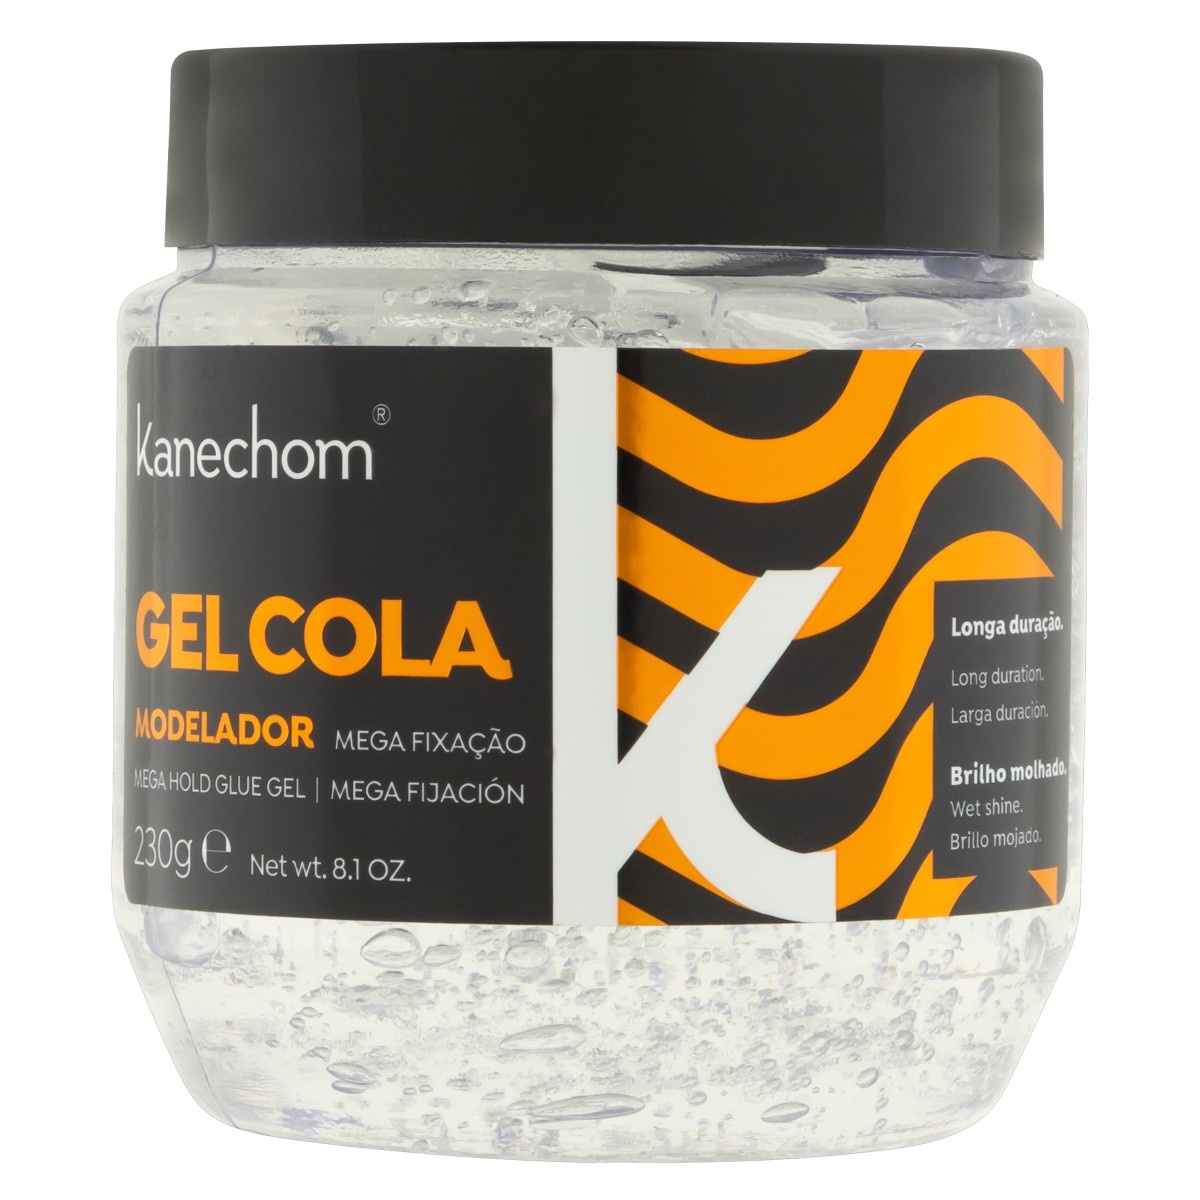 kanechom®
GEL COLA
MODELADOR MEGA FIXAÇÃO
MEGA HOLD GLUE GEL | MEGA FIJACIÓN
230g ℮ Net wt. 8.1 OZ.
K
Longa duração.
Long duration.
Larga duración.
Brilho molhado.
Wet shine.
Brillo mojado.